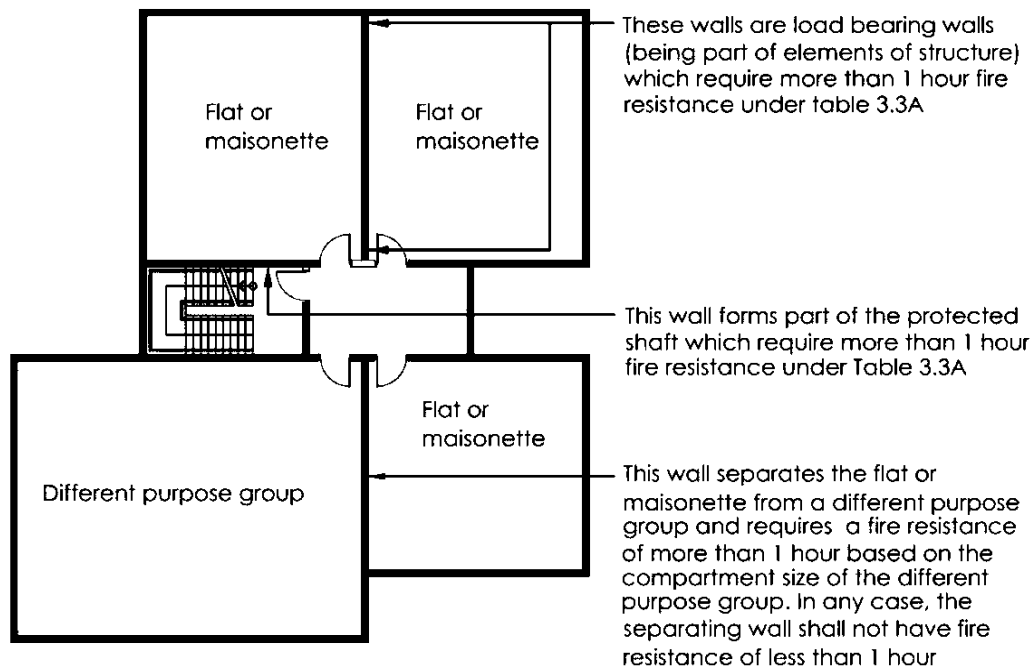 These walls are load bearing walls
(being part of elements of structure)
which require more than 1 hour fire
resistance under table 3.3A
Flat or
maisonette
Flat or
maisonette
This wall forms part of the protected
shaft which require more than 1 hour
fire resistance under Table 3.3A
Flat or
maisonette
Different purpose group
This wall separates the flat or
maisonette from a different purpose
group and requires a fire resistance
of more than 1 hour based on the
compartment size of the different
purpose group. In any case, the
separating wall shall not have fire
resistance of less than 1 hour